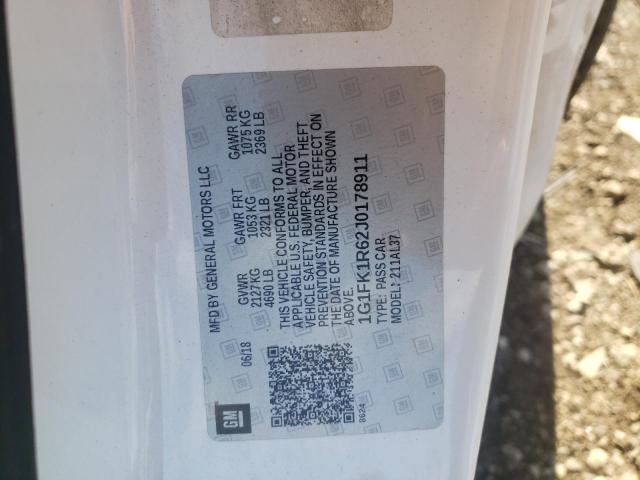 MFD BY GENERAL MOTORS LLC
06/18 GVWR GAWR FRT GAWR RR
2127KG 1053 KG 1075 KG
4690 LB 2321 LB 2369 LB
THIS VEHICLE CONFORMS TO ALL
APPLICABLE U.S. FEDERAL MOTOR
VEHICLE SAFETY, BUMPER, AND THEFT
PREVENTION STANDARDS IN EFFECT ON
THE DATE OF MANUFACTURE SHOWN
ABOVE.
1G1FK1R62J0178911
TYPE: PASS CAR
MODEL: 211AL37
8624
GM